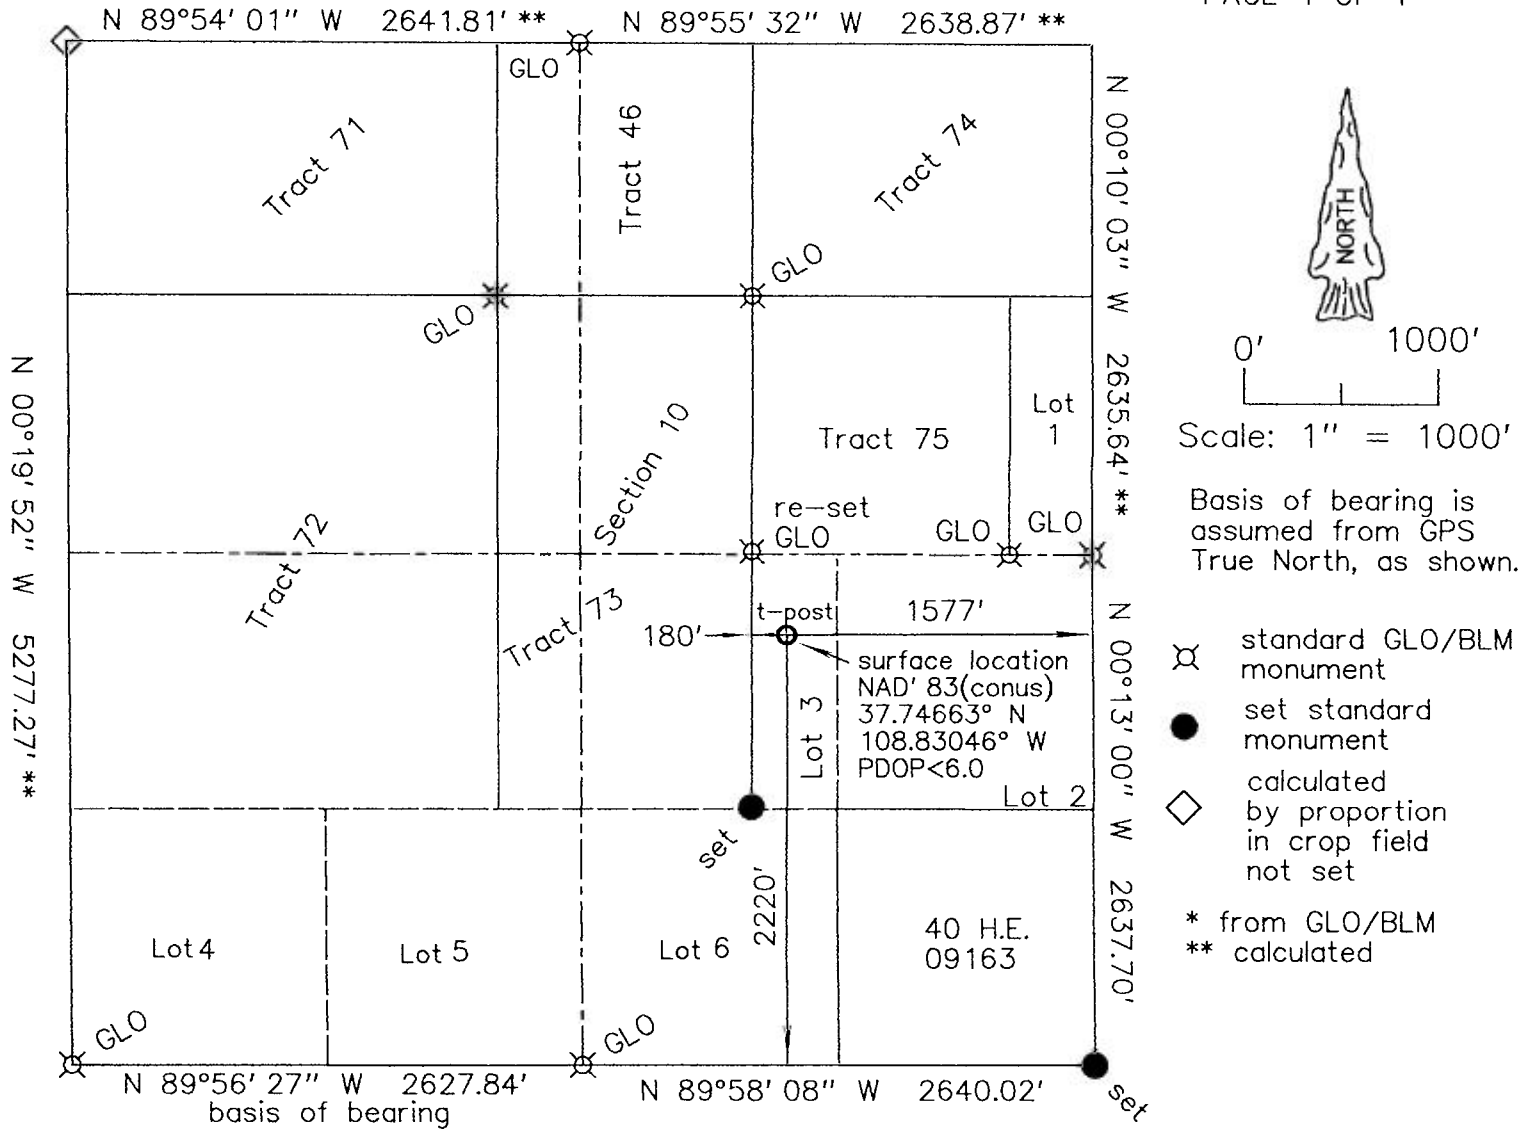 PAGE 1 OF 1
N 89°54' 01" W 2641.81' **
N 89°55' 32" W 2638.87' **
GLO
Tract 71
Tract 46
Tract 74
N 00°10' 03" W 2635.64' **
NORTH
GLO
GLO
0' 1000'
Scale: 1" = 1000'
N 00°19' 52" W 5277.27' **
Lot
1
Tract 75
Section 10
re-set
GLO
GLO
GLO
Basis of bearing is
assumed from GPS
True North, as shown.
Tract 72
Tract 73
t-post
1577'
180'
surface location
NAD' 83(conus)
37.74663° N
108.83046° W
PDOP<6.0
Lot 3
Lot 2
N 00°13' 00" W 2637.70'
standard GLO/BLM
monument
set standard
monument
calculated
by proportion
in crop field
not set
* from GLO/BLM
** calculated
set
2220'
Lot 4
Lot 5
Lot 6
40 H.E.
09163
GLO
GLO
N 89°56' 27" W 2627.84'
basis of bearing
N 89°58' 08" W 2640.02'
set